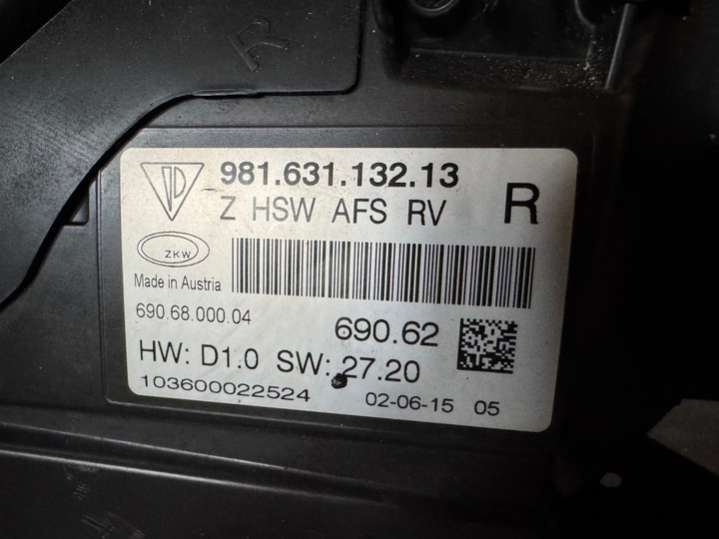 R
981.631.132.13
Z HSW AFS RV R
ZKW
Made in Austria
690.68.000.04
690.62
HW: D1.0 SW: 27.20
103600022524 02-06-15 05